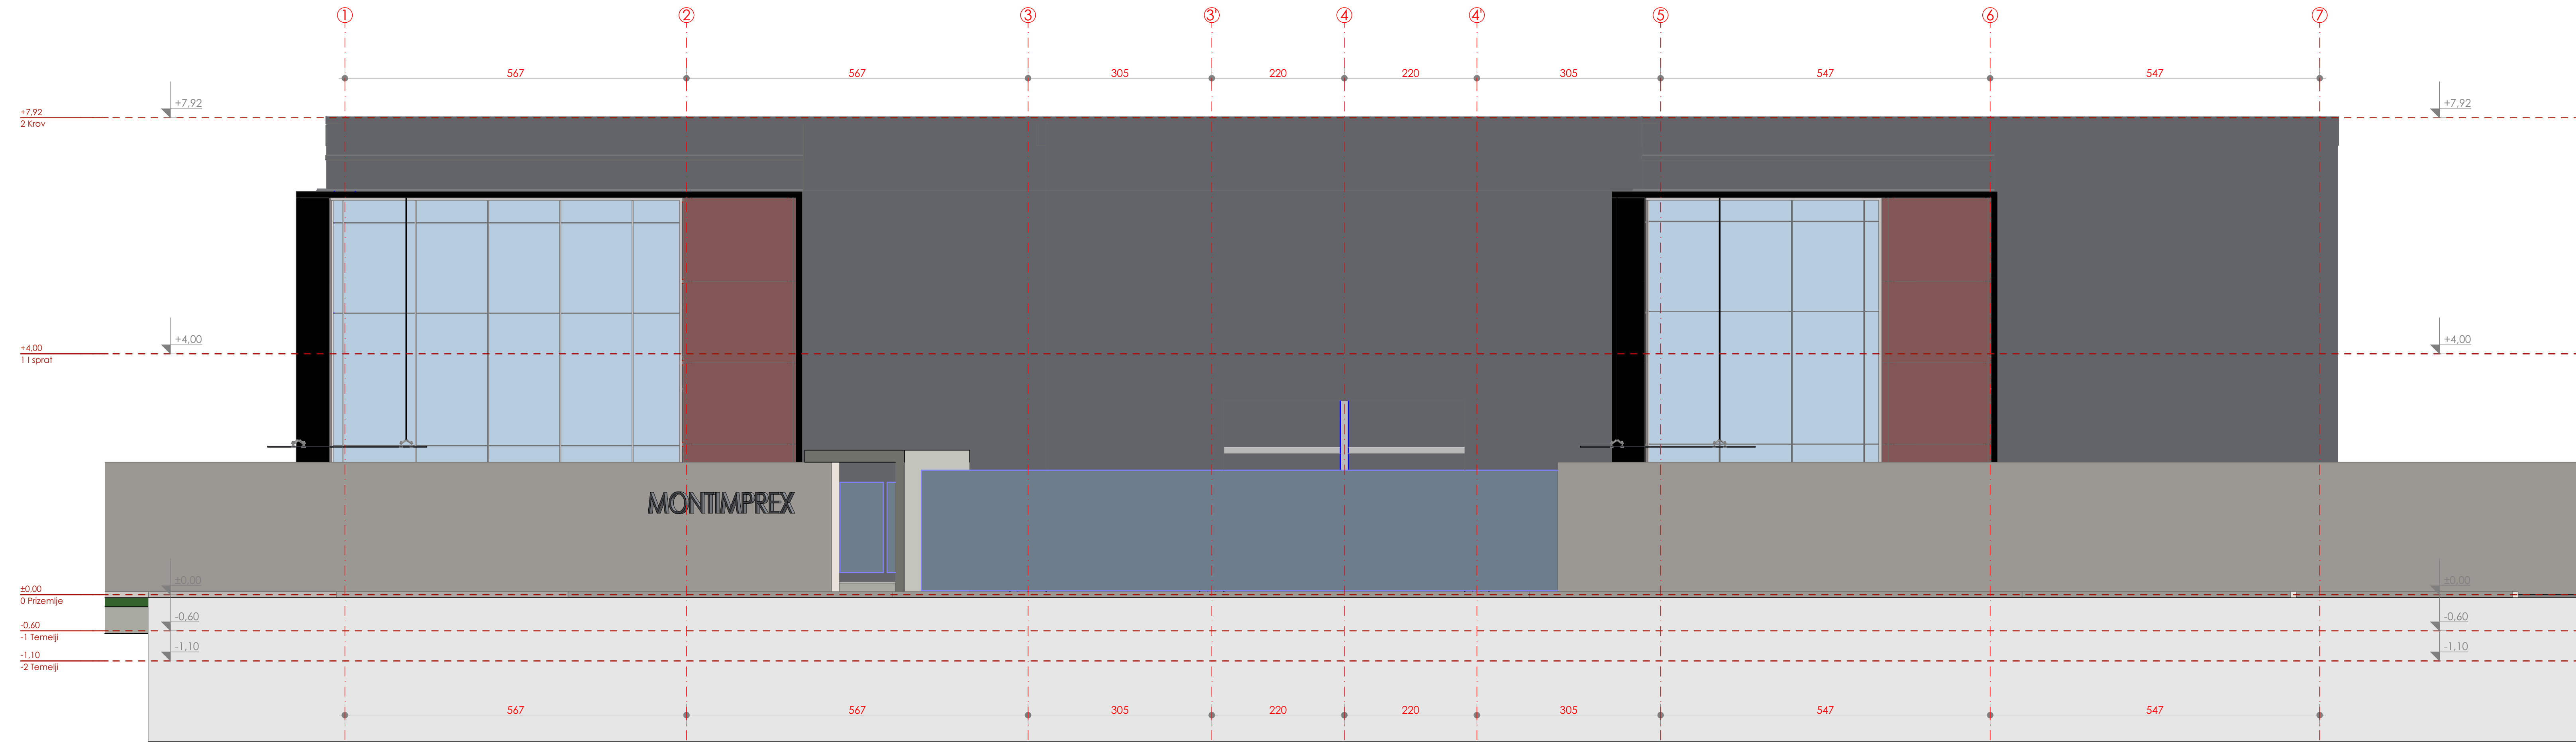 1 2 3 3' 4 4' 5 6 7
567 567 305 220 220 305 547 547
+7,92 +7,92 +7,92
2 Krov
+4,00 +4,00 +4,00
1 I sprat
MONTIMPREX
±0,00 ±0,00 ±0,00
0 Prizemlje
-0,60 -0,60 -0,60
-1 Temelji
-1,10 -1,10 -1,10
-2 Temelji
567 567 305 220 220 305 547 547